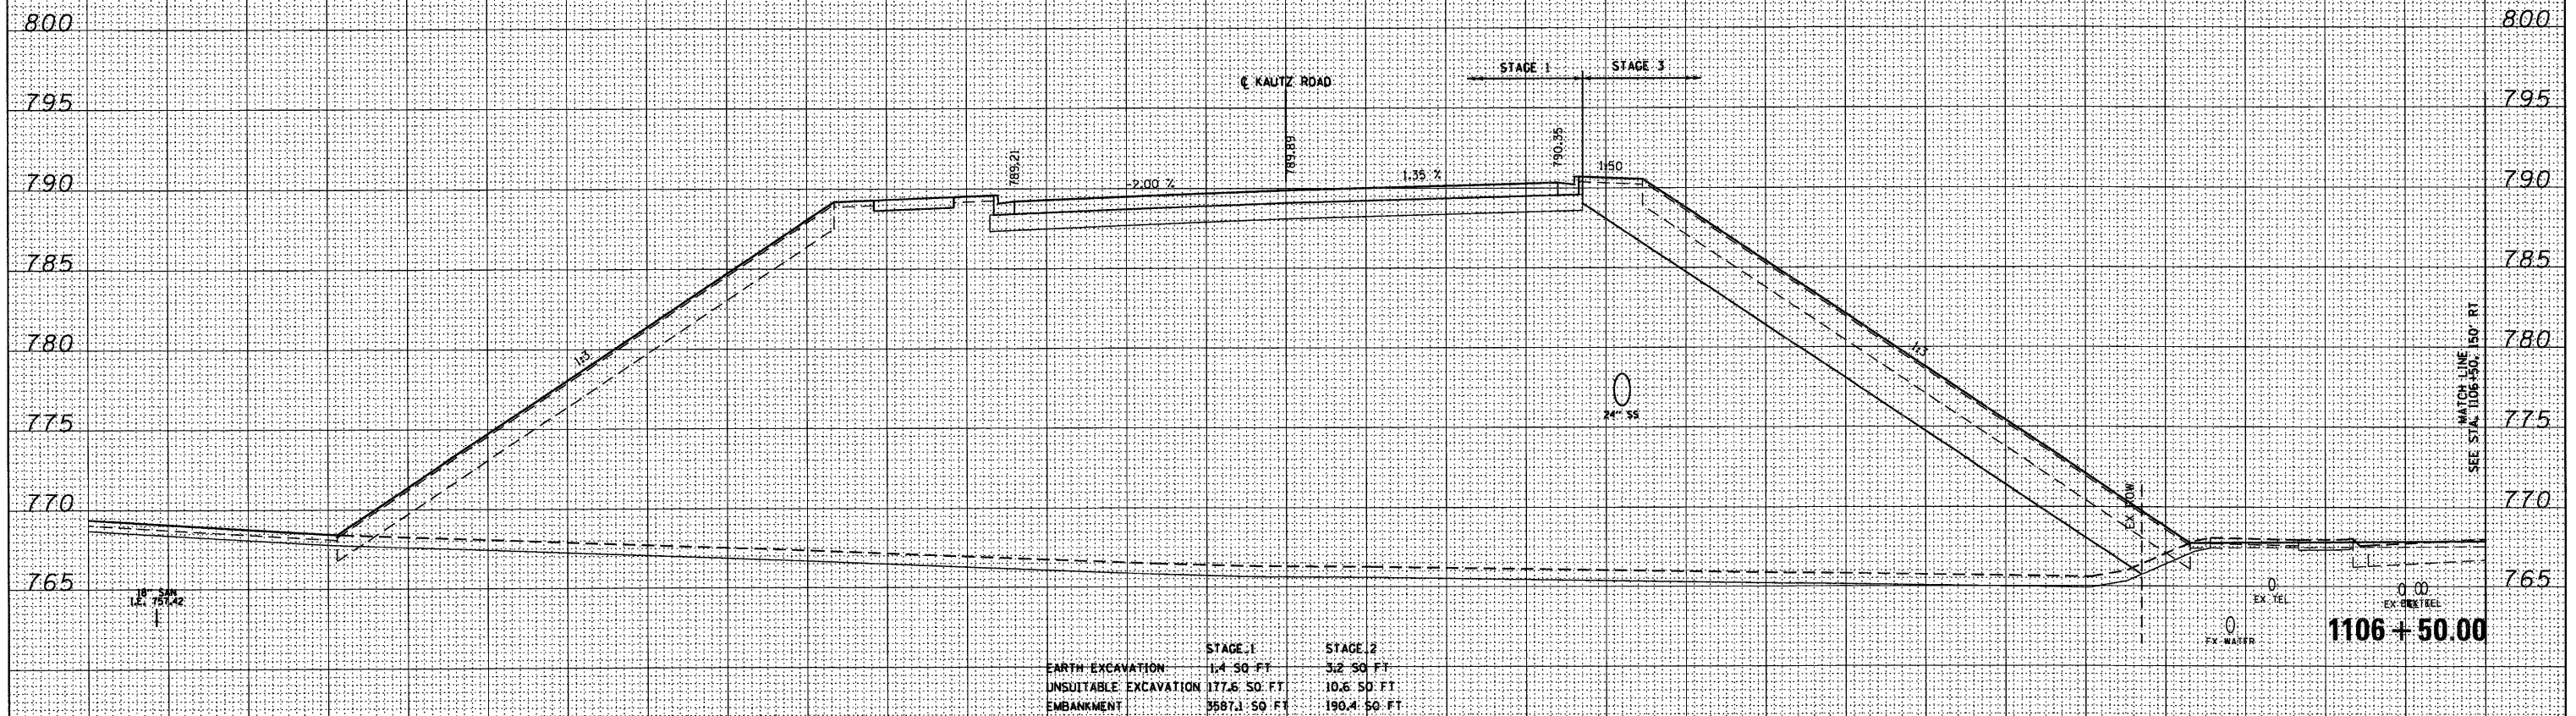 800 800
STAGE 1 STAGE 3
℄ KAUTZ ROAD
795 795
789.21 789.89 790.35
790 -2.00 % 1.35 % 1:50 790
785 785
780 1:3 1:3 780
MATCH LINE
SEE STA. 1106+50, 150' RT
24" SS
775 775
770 EX ROW 770
765 765
18" SAN
I.E. 757.42
EX TEL
EX WATER
1106 + 50.00
STAGE 1 STAGE 2
EARTH EXCAVATION 1.4 SQ FT 3.2 SQ FT
UNSUITABLE EXCAVATION 177.6 SQ FT 10.6 SQ FT
EMBANKMENT 3587.1 SQ FT 190.4 SQ FT